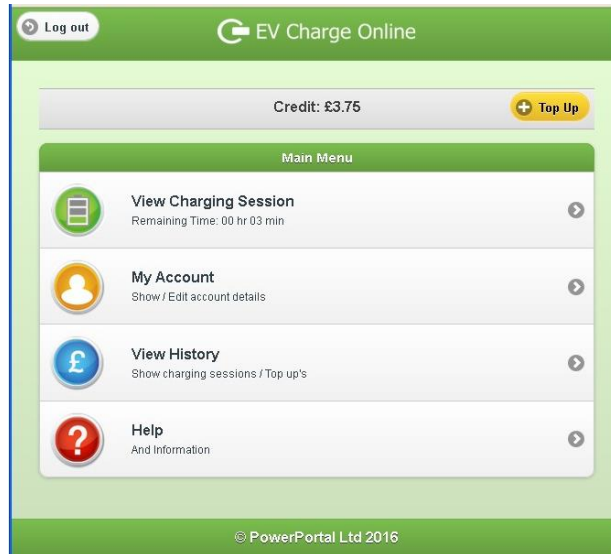 Log out
EV Charge Online
Credit: £3.75
Top Up
Main Menu
View Charging Session
Remaining Time: 00 hr 03 min
My Account
Show / Edit account details
£
View History
Show charging sessions / Top up's
?
Help
And Information
© PowerPortal Ltd 2016